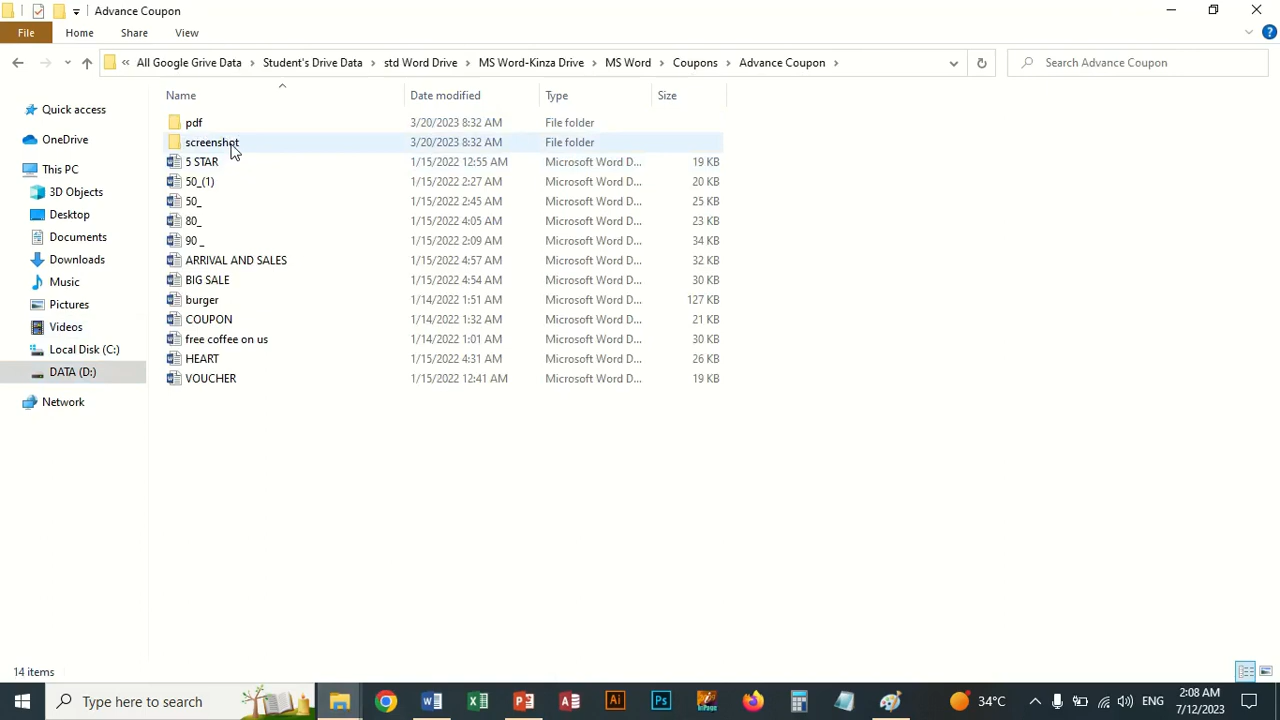 Advance Coupon
File Home Share View
« All Google Grive Data > Student's Drive Data > std Word Drive > MS Word-Kinza Drive > MS Word > Coupons > Advance Coupon > Search Advance Coupon
Name Date modified Type Size
Quick access
OneDrive
This PC
3D Objects
Desktop
Documents
Downloads
Music
Pictures
Videos
Local Disk (C:)
DATA (D:)
Network
pdf 3/20/2023 8:32 AM File folder
screenshot 3/20/2023 8:32 AM File folder
5 STAR 1/15/2022 12:55 AM Microsoft Word D... 19 KB
50_(1) 1/15/2022 2:27 AM Microsoft Word D... 20 KB
50_ 1/15/2022 2:45 AM Microsoft Word D... 25 KB
80_ 1/15/2022 4:05 AM Microsoft Word D... 23 KB
90 _ 1/15/2022 2:09 AM Microsoft Word D... 34 KB
ARRIVAL AND SALES 1/15/2022 4:57 AM Microsoft Word D... 32 KB
BIG SALE 1/15/2022 4:54 AM Microsoft Word D... 30 KB
burger 1/14/2022 1:51 AM Microsoft Word D... 127 KB
COUPON 1/14/2022 1:32 AM Microsoft Word D... 21 KB
free coffee on us 1/14/2022 1:01 AM Microsoft Word D... 30 KB
HEART 1/15/2022 4:31 AM Microsoft Word D... 26 KB
VOUCHER 1/15/2022 12:41 AM Microsoft Word D... 19 KB
14 items
Type here to search
34°C ENG
2:08 AM
7/12/2023